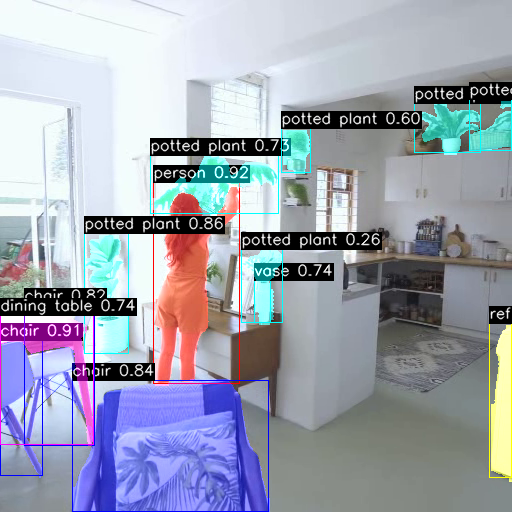 potted
potte
potted plant 0.60
potted plant 0.73
person 0.92
potted plant 0.86
potted plant 0.26
vase 0.74
chair 0.82
dining table 0.74
ref
chair 0.91
chair 0.84